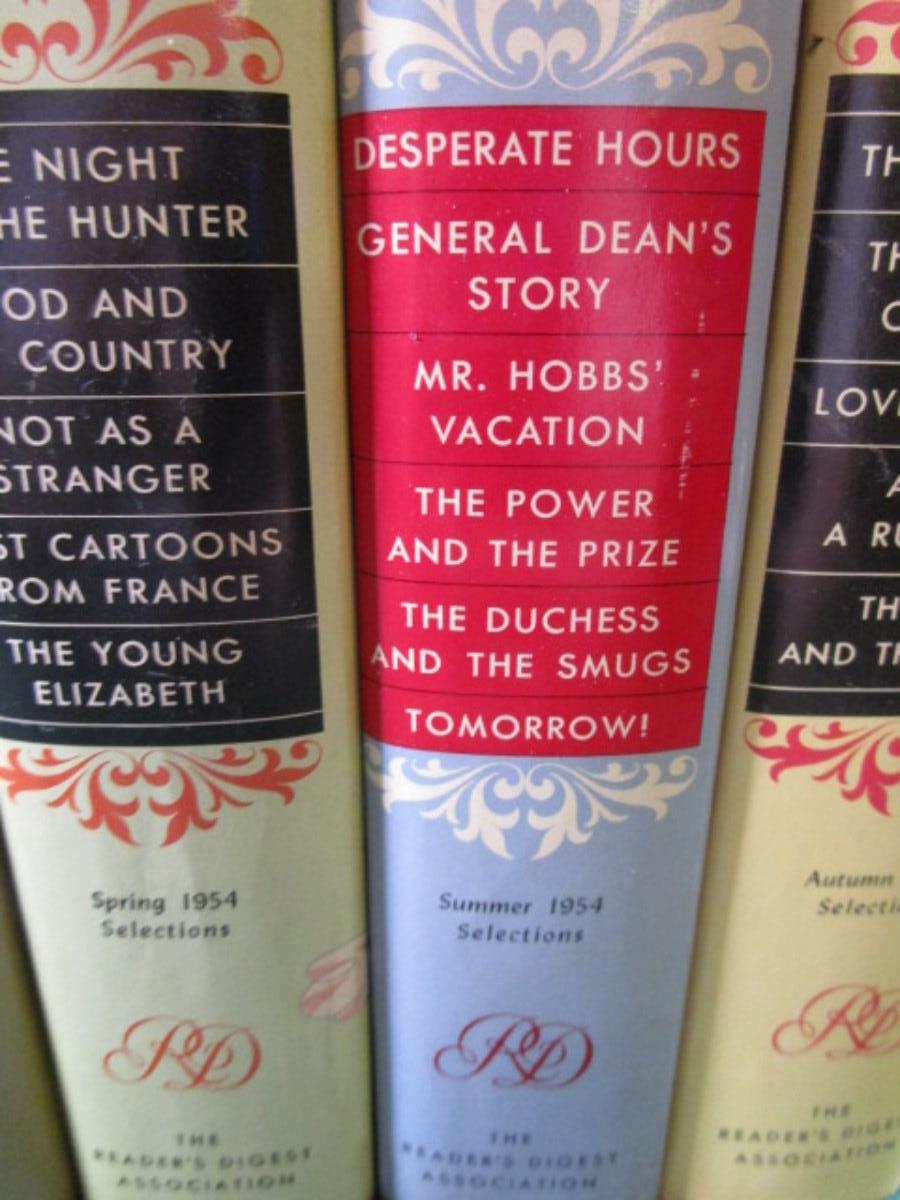 E NIGHT
HE HUNTER
OD AND
COUNTRY
NOT AS A
STRANGER
ST CARTOONS
ROM FRANCE
THE YOUNG
ELIZABETH
Spring 1954
Selections
RD
THE
READER'S DIGEST
ASSOCIATION
DESPERATE HOURS
GENERAL DEAN'S
STORY
MR. HOBBS'
VACATION
THE POWER
AND THE PRIZE
THE DUCHESS
AND THE SMUGS
TOMORROW!
Summer 1954
Selections
RD
THE
READER'S DIGEST
ASSOCIATION
TH
TH
C
LOVE
A
A RU
TH
AND TH
Autumn
Selecti
RD
THE
READER'S DIGE
ASSOCIATION